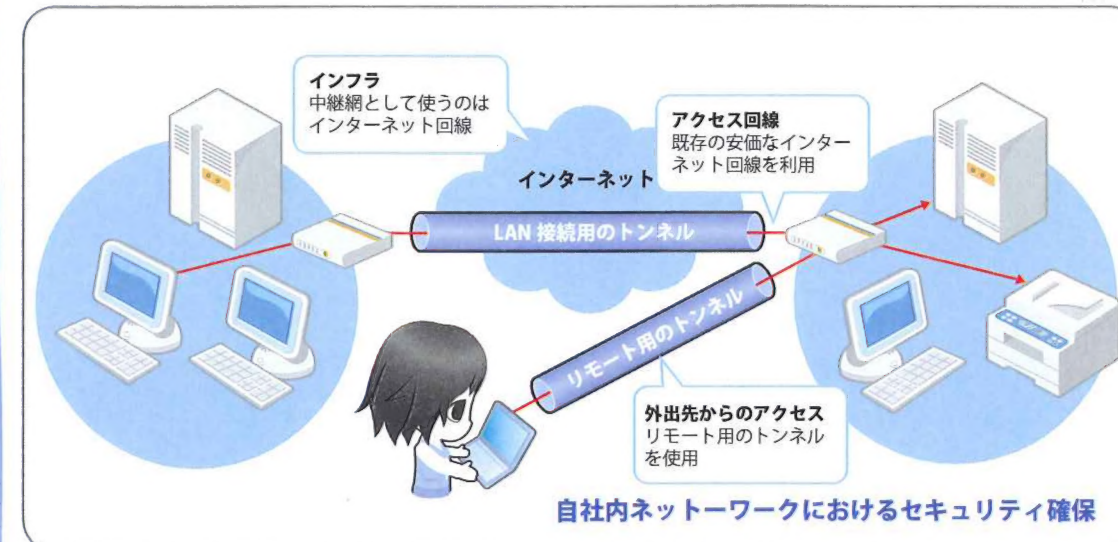 インフラ
中継網として使うのは
インターネット回線
アクセス回線
既存の安価なインター
ネット回線を利用
インターネット
LAN 接続用のトンネル
リモート用のトンネル
外出先からのアクセス
リモート用のトンネル
を使用
自社内ネットーワークにおけるセキュリティ確保